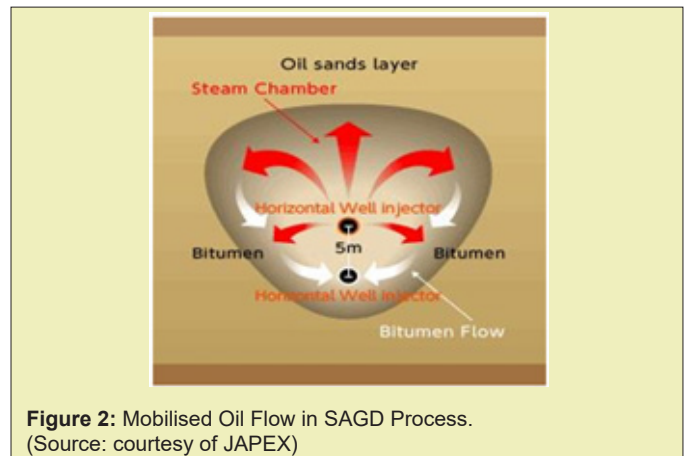 Oil sands layer
Steam Chamber
Horizontal Well injector
5m
Bitumen
Bitumen
Horizontal Well injector
Bitumen Flow
Figure 2: Mobilised Oil Flow in SAGD Process.
(Source: courtesy of JAPEX)